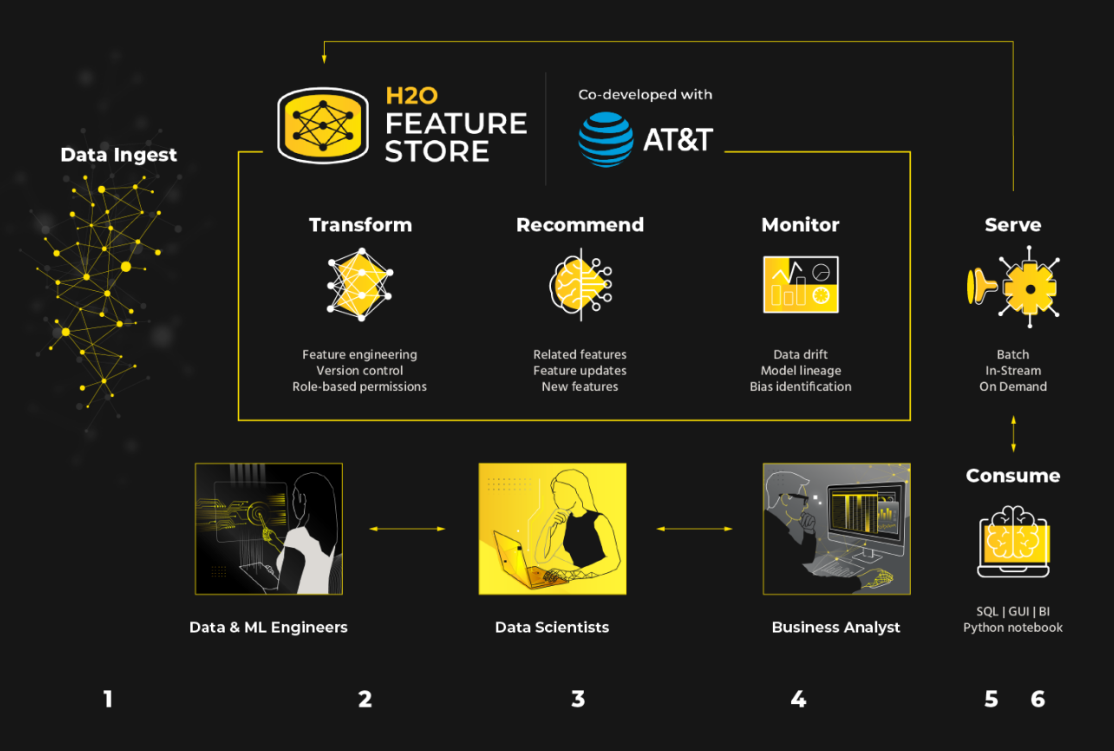 H2O
FEATURE
STORE
Co-developed with
AT&T
Data Ingest
Transform
Feature engineering
Version control
Role-based permissions
Recommend
Related features
Feature updates
New features
Monitor
Data drift
Model lineage
Bias identification
Serve
Batch
In-Stream
On Demand
Consume
SQL | GUI | BI
Python notebook
Data & ML Engineers
Data Scientists
Business Analyst
1
2
3
4
5
6